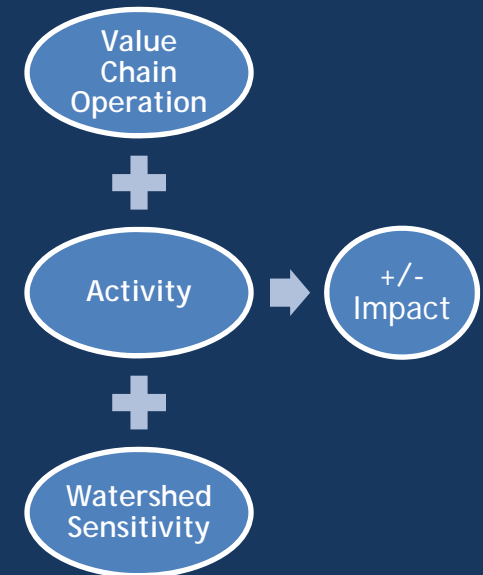 Value
Chain
Operation
Activity
+/-
Impact
Watershed
Sensitivity